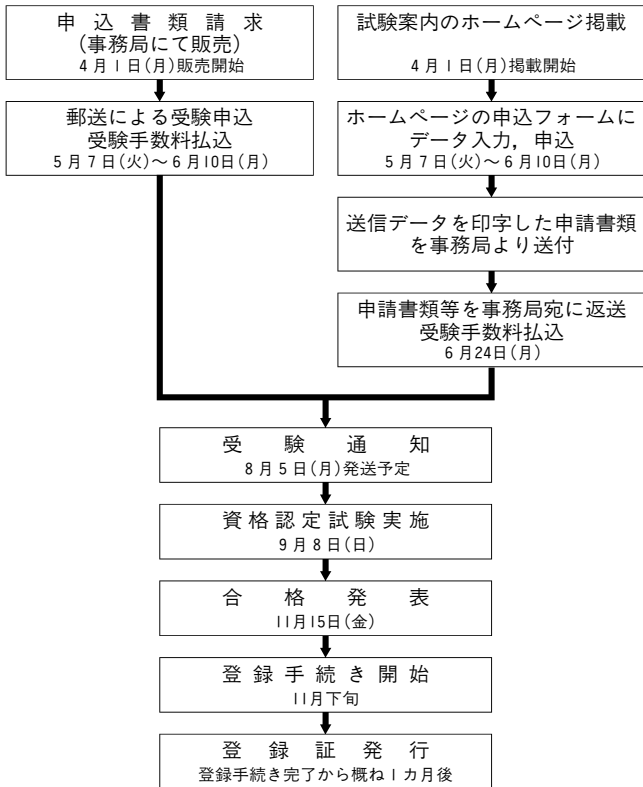 申込書類請求
(事務局にて販売)
4月1日(月)販売開始
郵送による受験申込
受験手数料払込
5月7日(火)～6月10日(月)
試験案内のホームページ掲載
4月1日(月)掲載開始
ホームページの申込フォームに
データ入力，申込
5月7日(火)～6月10日(月)
送信データを印字した申請書類
を事務局より送付
申請書類等を事務局宛に返送
受験手数料払込
6月24日(月)
受験通知
8月5日(月)発送予定
資格認定試験実施
9月8日(日)
合格発表
11月15日(金)
登録手続き開始
11月下旬
登録証発行
登録手続き完了から概ね1カ月後